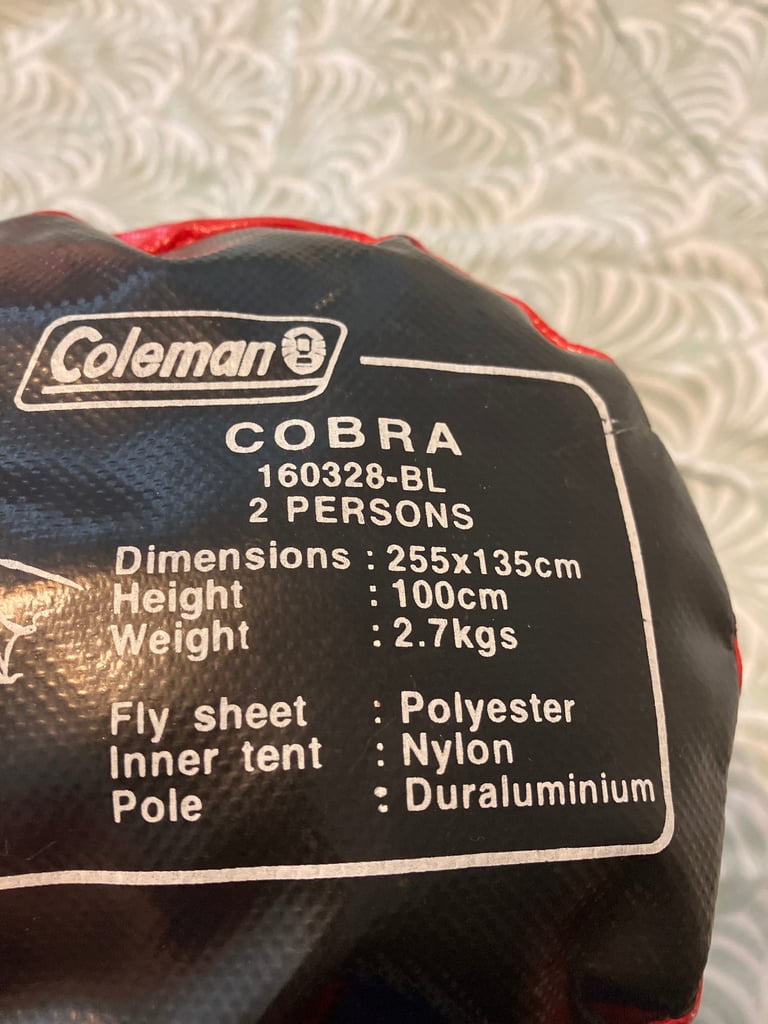 Coleman
COBRA
160328-BL
2 PERSONS
Dimensions : 255x135cm
Height : 100cm
Weight : 2.7kgs
Fly sheet : Polyester
Inner tent : Nylon
Pole : Duraluminium